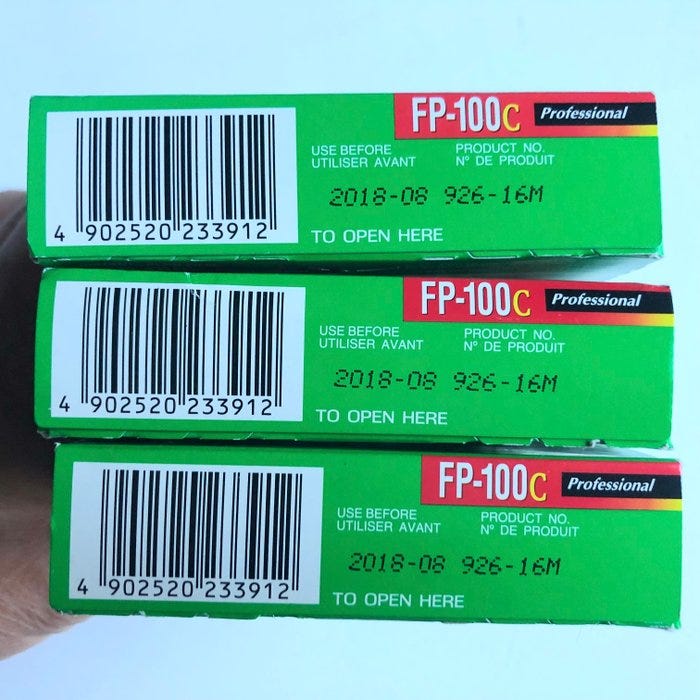 FP-100C Professional
USE BEFORE PRODUCT NO.
UTILISER AVANT Nº DE PRODUIT
2018-08 926-16M
4 902520 233912
TO OPEN HERE
FP-100C Professional
USE BEFORE PRODUCT NO.
UTILISER AVANT Nº DE PRODUIT
2018-08 926-16M
4 902520 233912
TO OPEN HERE
FP-100C Professional
USE BEFORE PRODUCT NO.
UTILISER AVANT Nº DE PRODUIT
2018-08 926-16M
4 902520 233912
TO OPEN HERE